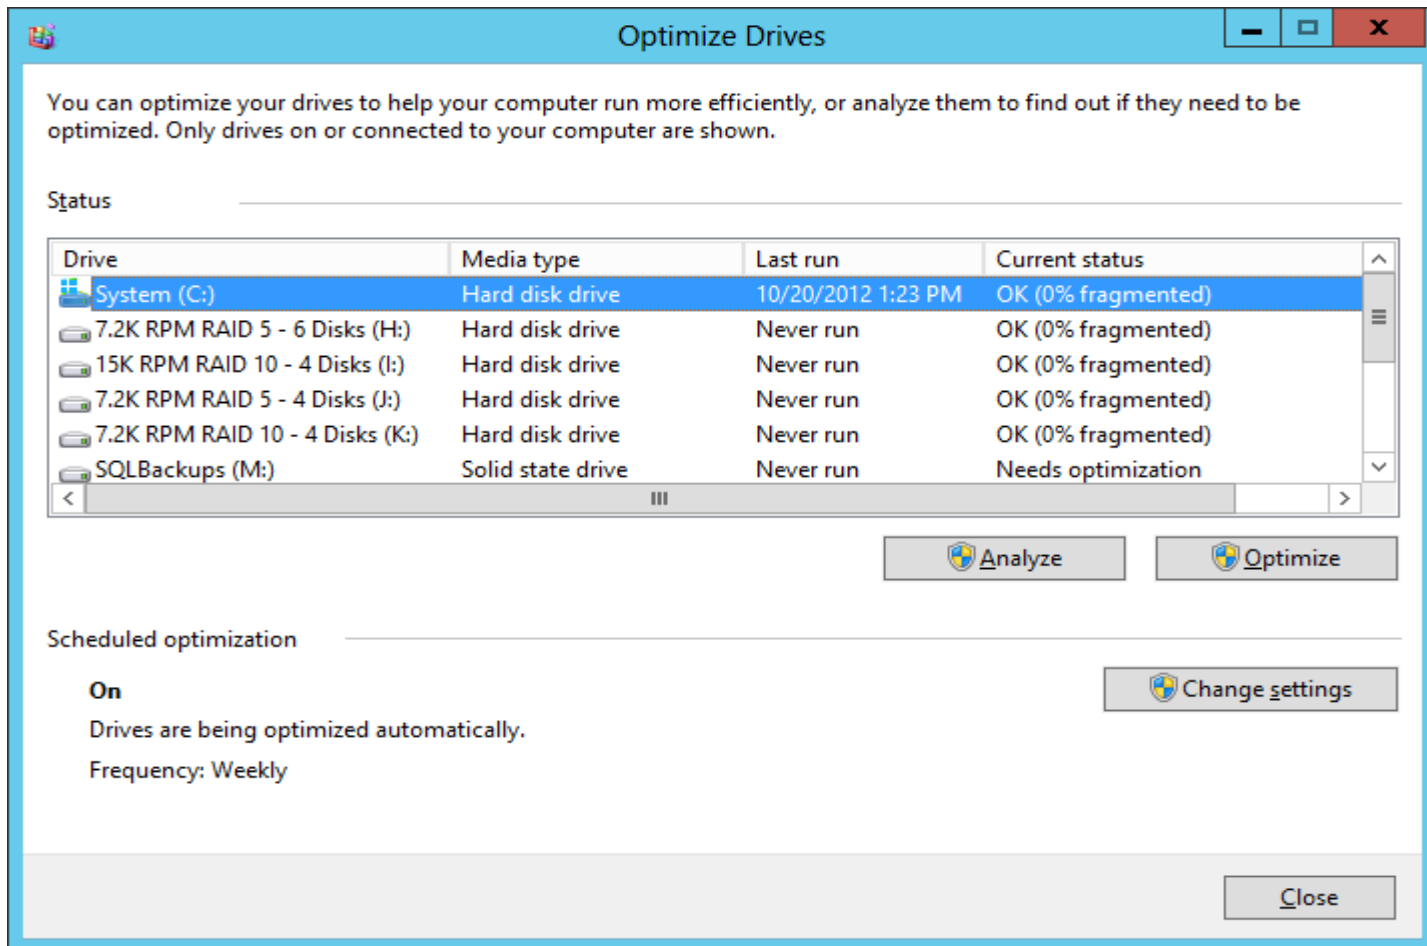 Optimize Drives
You can optimize your drives to help your computer run more efficiently, or analyze them to find out if they need to be
optimized. Only drives on or connected to your computer are shown.
Status
Drive Media type Last run Current status
System (C:) Hard disk drive 10/20/2012 1:23 PM OK (0% fragmented)
7.2K RPM RAID 5 - 6 Disks (H:) Hard disk drive Never run OK (0% fragmented)
15K RPM RAID 10 - 4 Disks (I:) Hard disk drive Never run OK (0% fragmented)
7.2K RPM RAID 5 - 4 Disks (J:) Hard disk drive Never run OK (0% fragmented)
7.2K RPM RAID 10 - 4 Disks (K:) Hard disk drive Never run OK (0% fragmented)
SQLBackups (M:) Solid state drive Never run Needs optimization
Analyze Optimize
Scheduled optimization
On
Change settings
Drives are being optimized automatically.
Frequency: Weekly
Close